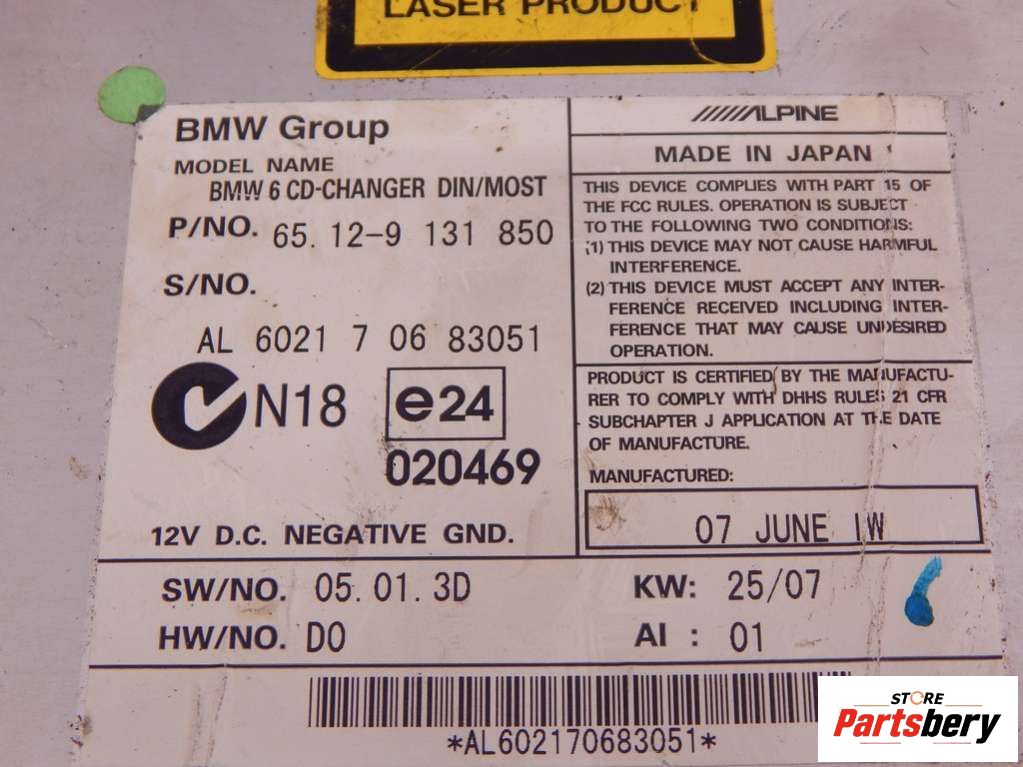 LASER PRODUCT
BMW Group
MODEL NAME
BMW 6 CD-CHANGER DIN/MOST
P/NO. 65. 12-9 131 850
S/NO.
AL 6021 7 06 83051
N18
e24
020469
12V D.C. NEGATIVE GND.
ALPINE
MADE IN JAPAN
THIS DEVICE COMPLIES WITH PART 15 OF
THE FCC RULES. OPERATION IS SUBJECT
TO THE FOLLOWING TWO CONDITIONS:
(1) THIS DEVICE MAY NOT CAUSE HARMFUL
INTERFERENCE.
(2) THIS DEVICE MUST ACCEPT ANY INTER-
FERENCE RECEIVED INCLUDING INTER-
FERENCE THAT MAY CAUSE UNDESIRED
OPERATION.
PRODUCT IS CERTIFIED BY THE MANUFACTU-
RER TO COMPLY WITH DHHS RULES 21 CFR
SUBCHAPTER J APPLICATION AT THE DATE
OF MANUFACTURE.
MANUFACTURED:
07 JUNE IW
SW/NO. 05. 01. 3D
KW: 25/07
HW/NO. D0
AI : 01
*AL602170683051*
STORE
Partsbery